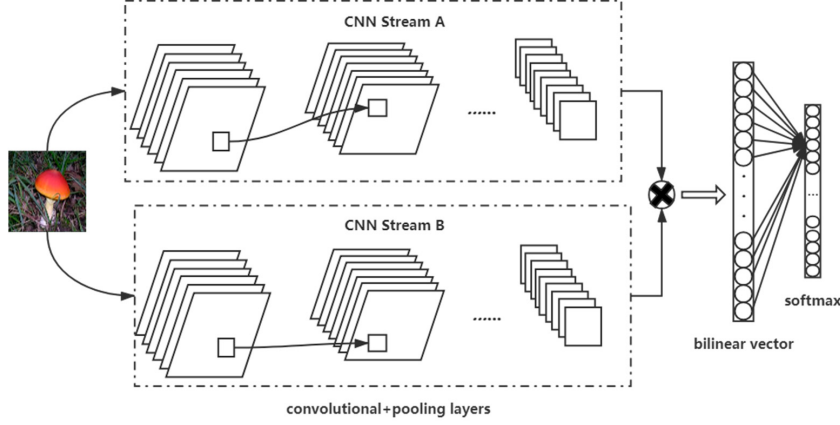 CNN Stream A
......
CNN Stream B
......
softmax
bilinear vector
convolutional+pooling layers